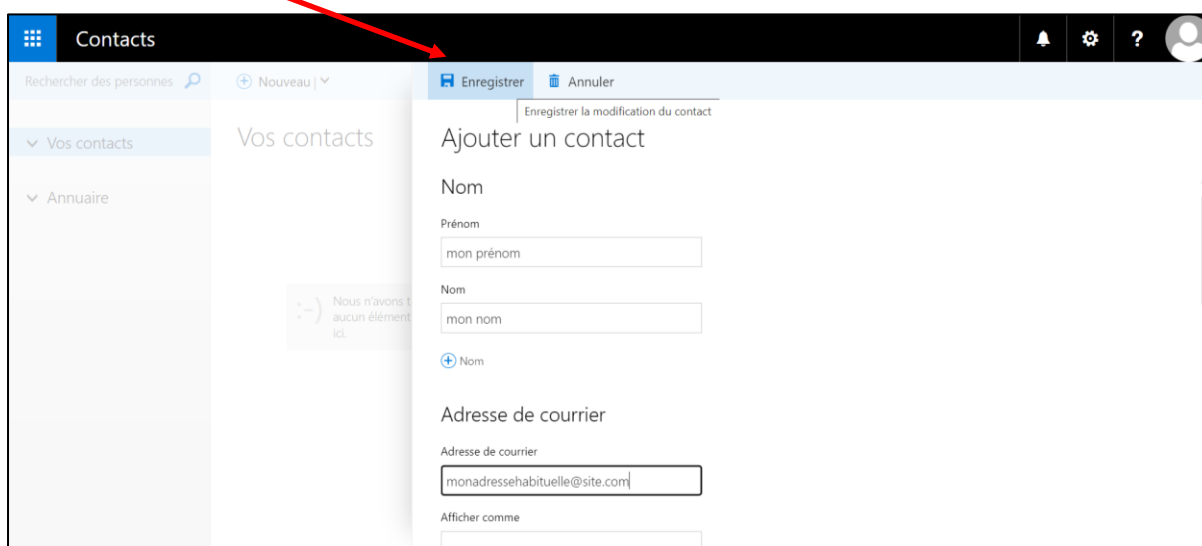 Contacts
?
Rechercher des personnes
Nouveau |
Enregistrer
Annuler
Enregistrer la modification du contact
Vos contacts
Annuaire
Vos contacts
Nous n'avons t
aucun élément
ici.
:-)
Ajouter un contact
Nom
Prénom
mon prénom
Nom
mon nom
Nom
Adresse de courrier
Adresse de courrier
monadressehabituelle@site.com
Afficher comme